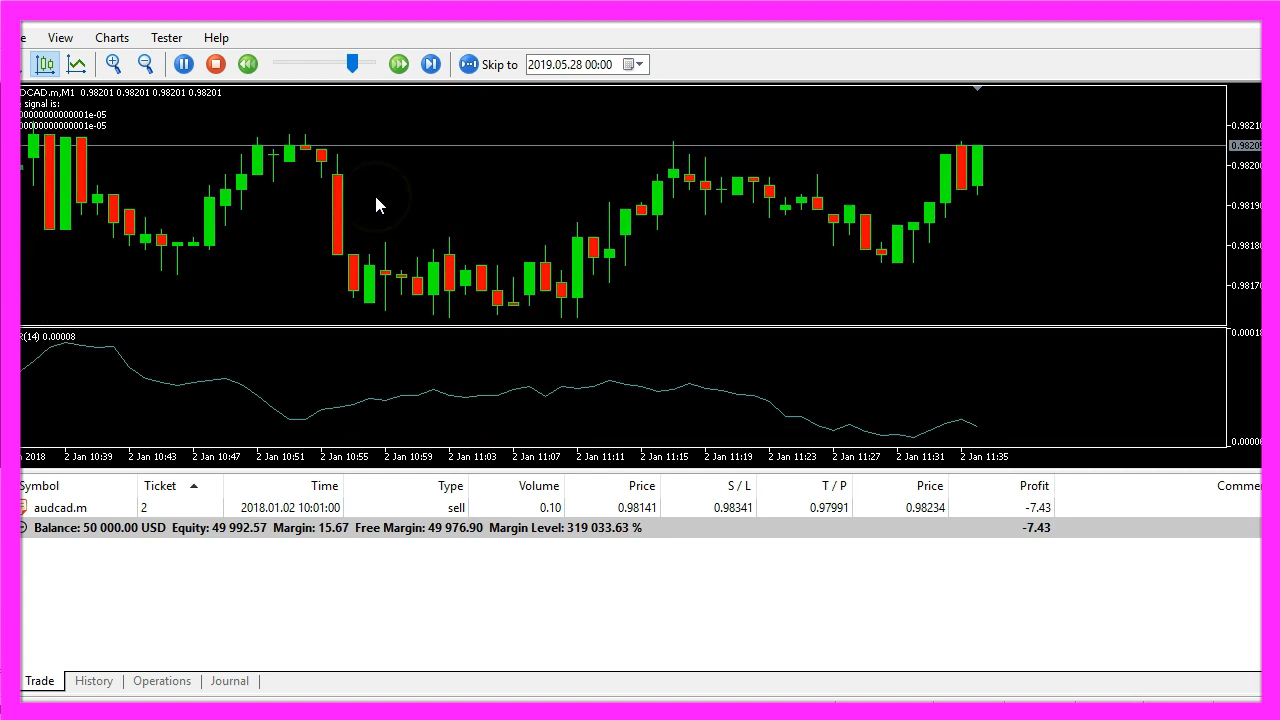 e View Charts Tester Help
Skip to 2019.05.28 00:00
DCAD.m,M1 0.98201 0.98201 0.98201 0.98201
signal is:
00000000000001e-05
00000000000001e-05
0.98210
0.98205
0.98200
0.98190
0.98180
0.98170
R(14) 0.00008
0.00018
0.00006
2018 2 Jan 10:39 2 Jan 10:43 2 Jan 10:47 2 Jan 10:51 2 Jan 10:55 2 Jan 10:59 2 Jan 11:03 2 Jan 11:07 2 Jan 11:11 2 Jan 11:15 2 Jan 11:19 2 Jan 11:23 2 Jan 11:27 2 Jan 11:31 2 Jan 11:35
Symbol Ticket Time Type Volume Price S / L T / P Price Profit Comme
audcad.m 2 2018.01.02 10:01:00 sell 0.10 0.98141 0.98341 0.97991 0.98234 -7.43
Balance: 50 000.00 USD Equity: 49 992.57 Margin: 15.67 Free Margin: 49 976.90 Margin Level: 319 033.63 % -7.43
Trade History Operations Journal